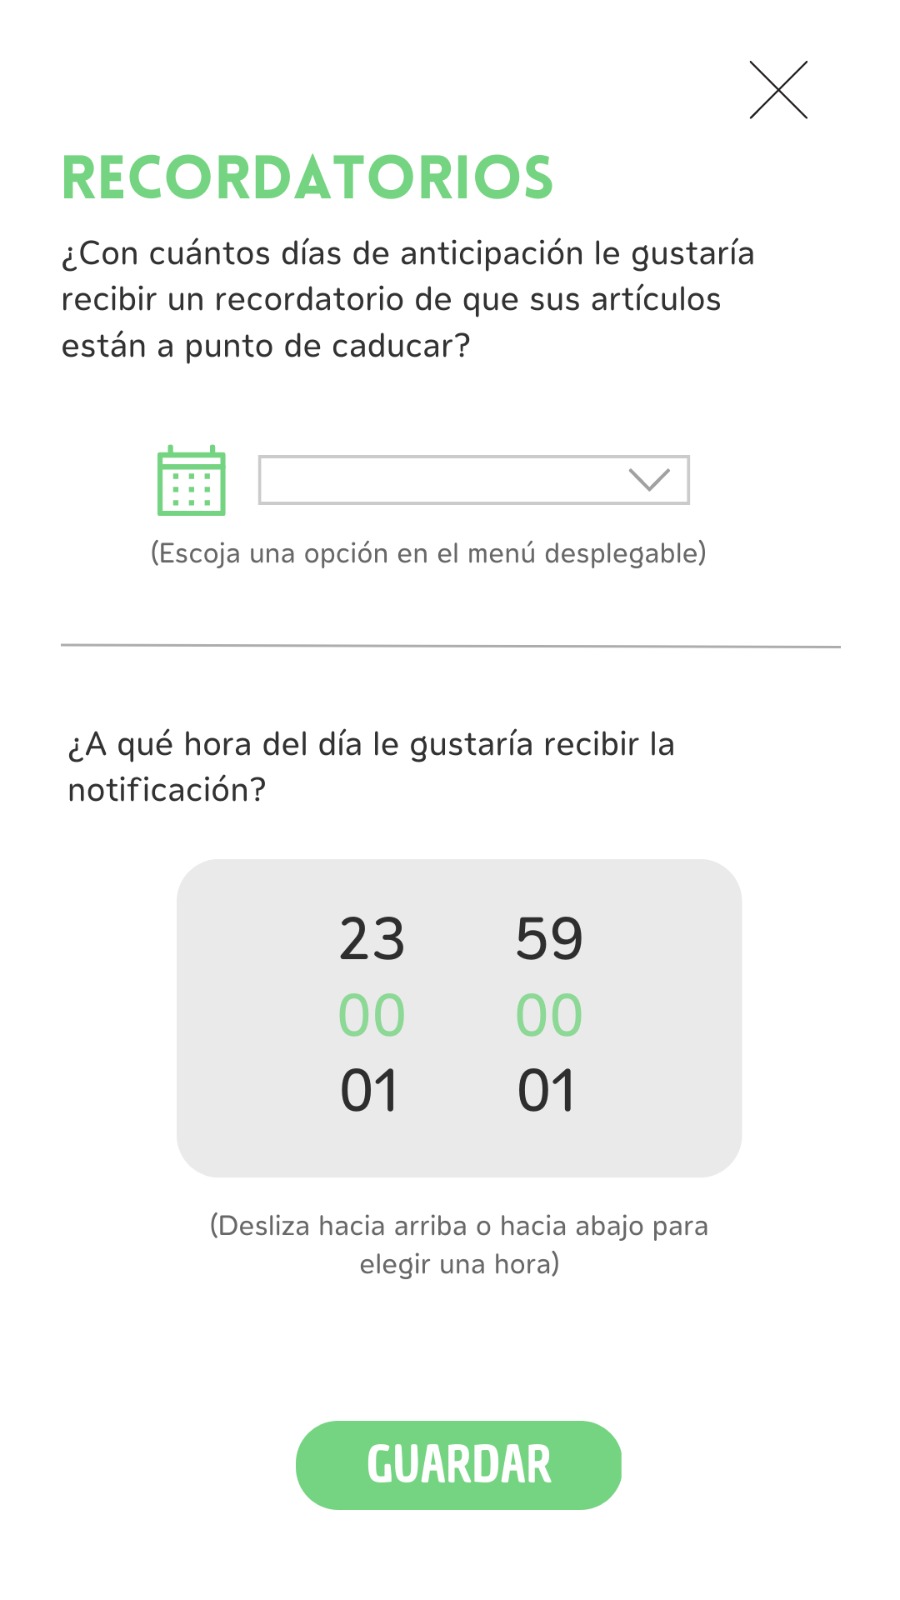 RECORDATORIOS
¿Con cuántos días de anticipación le gustaría
recibir un recordatorio de que sus artículos
están a punto de caducar?
(Escoja una opción en el menú desplegable)
¿A qué hora del día le gustaría recibir la
notificación?
23 59
00 00
01 01
(Desliza hacia arriba o hacia abajo para
elegir una hora)
GUARDAR